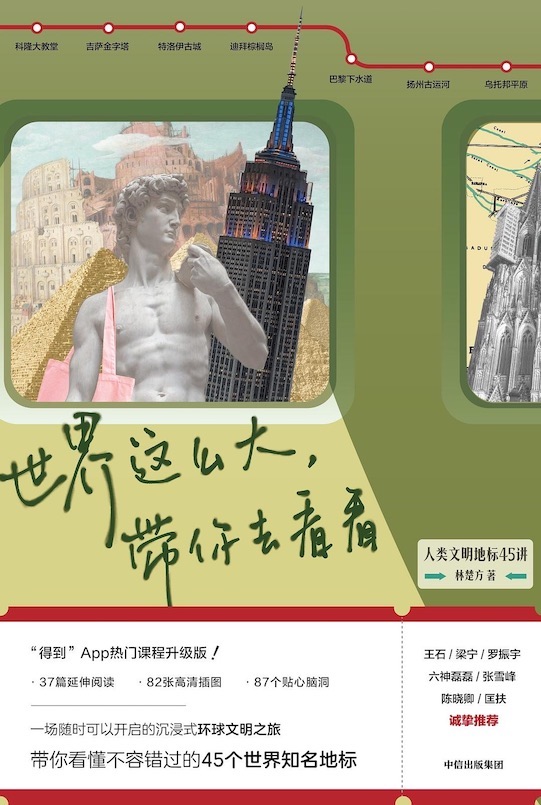 科隆大教堂
吉萨金字塔
特洛伊古城
迪拜棕榈岛
巴黎下水道
扬州古运河
乌托邦平原
世界这么大，
带你去看看
人类文明地标45讲
林楚方 著
“得到”App热门课程升级版！
· 37篇延伸阅读 · 82张高清插图 · 87个贴心脑洞
一场随时可以开启的沉浸式环球文明之旅
带你看懂不容错过的45个世界知名地标
王石 / 梁宁 / 罗振宇
六神磊磊 / 张雪峰
陈晓卿 / 匡扶
诚挚推荐
中信出版集团